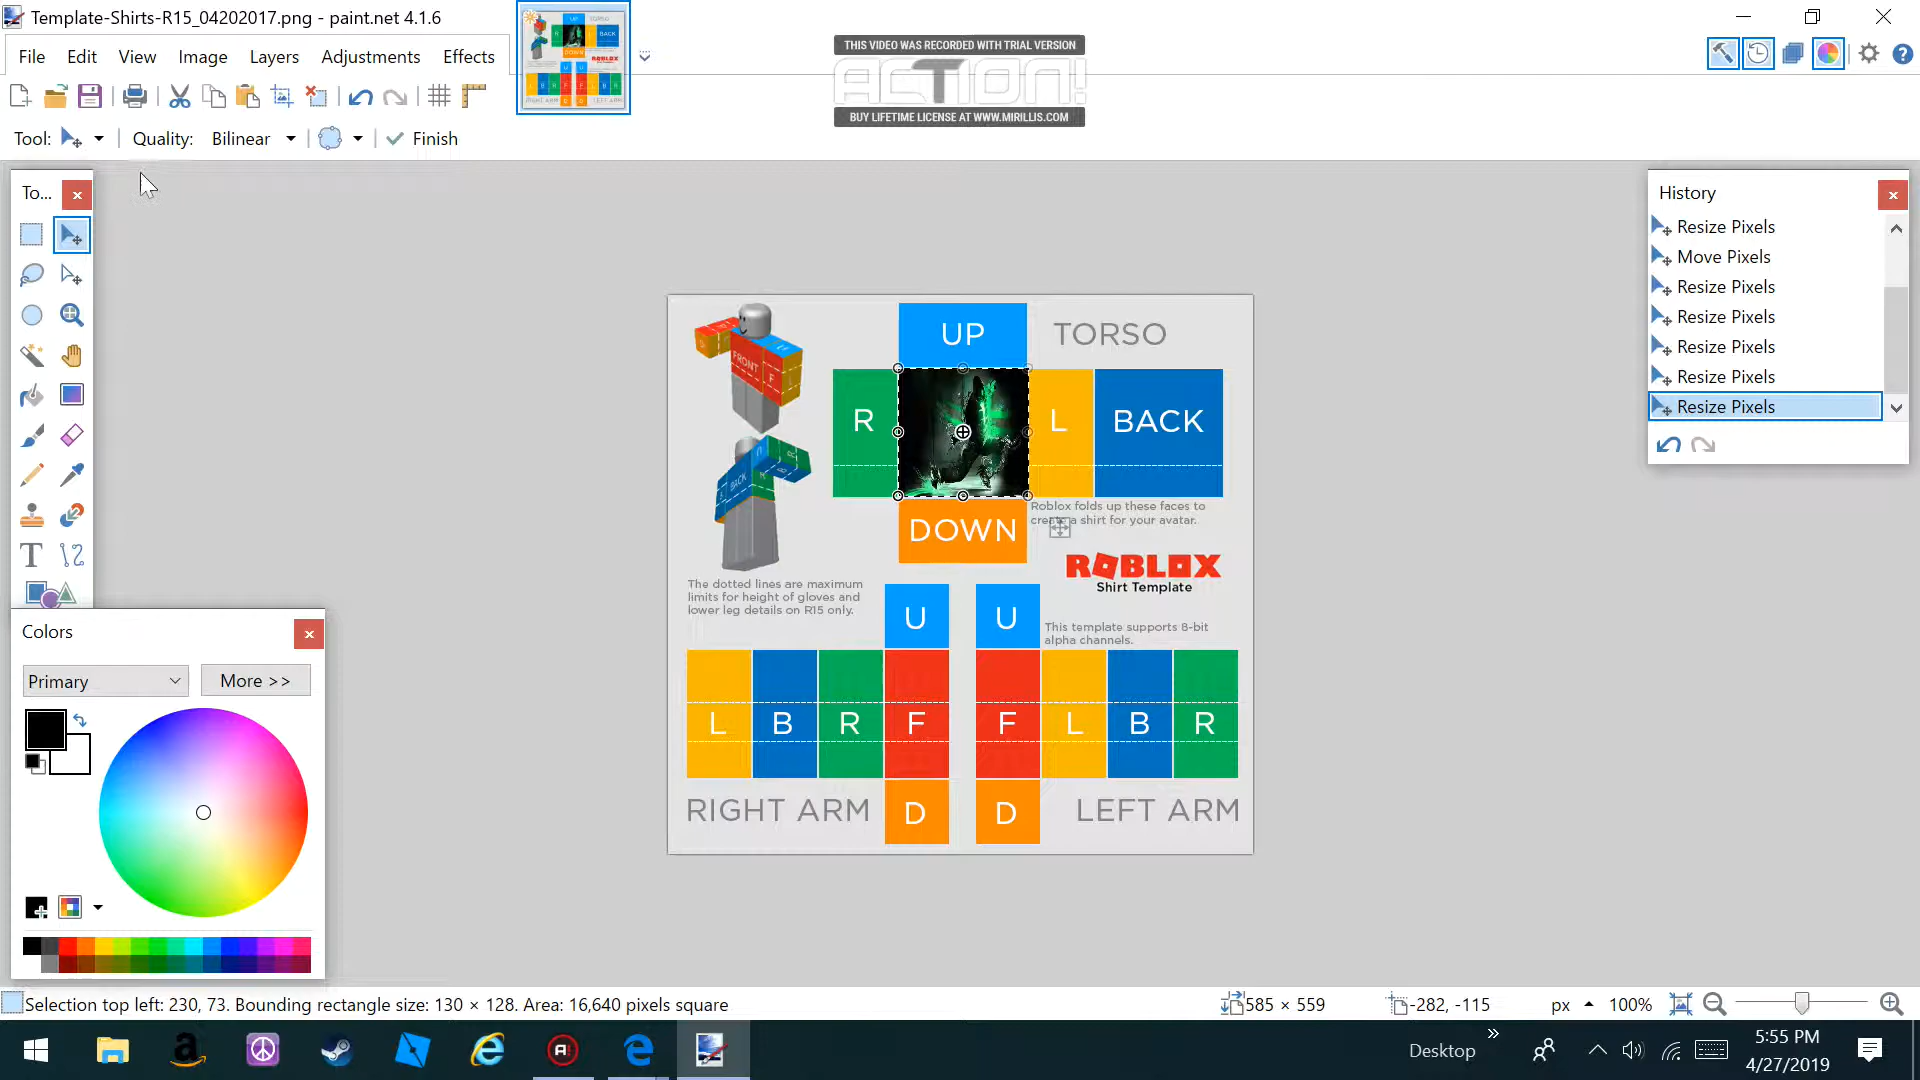 Template-Shirts-R15_04202017.png - paint.net 4.1.6
THIS VIDEO WAS RECORDED WITH TRIAL VERSION
ACTION!
BUY LIFETIME LICENSE AT WWW.MIRILLIS.COM
File Edit View Image Layers Adjustments Effects
Tool: Quality: Bilinear Finish
To...
History
Resize Pixels
Move Pixels
Resize Pixels
Resize Pixels
Resize Pixels
Resize Pixels
Resize Pixels
UP TORSO
FRONT F
R L BACK
BACK
DOWN
Roblox folds up these faces to
create a shirt for your avatar.
ROBLOX
Shirt Template
The dotted lines are maximum
limits for height of gloves and
lower leg details on R15 only.
U U
This template supports 8-bit
alpha channels.
L B R F F L B R
RIGHT ARM D D LEFT ARM
Colors
Primary More >>
Selection top left: 230, 73. Bounding rectangle size: 130 × 128. Area: 16,640 pixels square
585 × 559
-282, -115
px 100%
Desktop
5:55 PM
4/27/2019